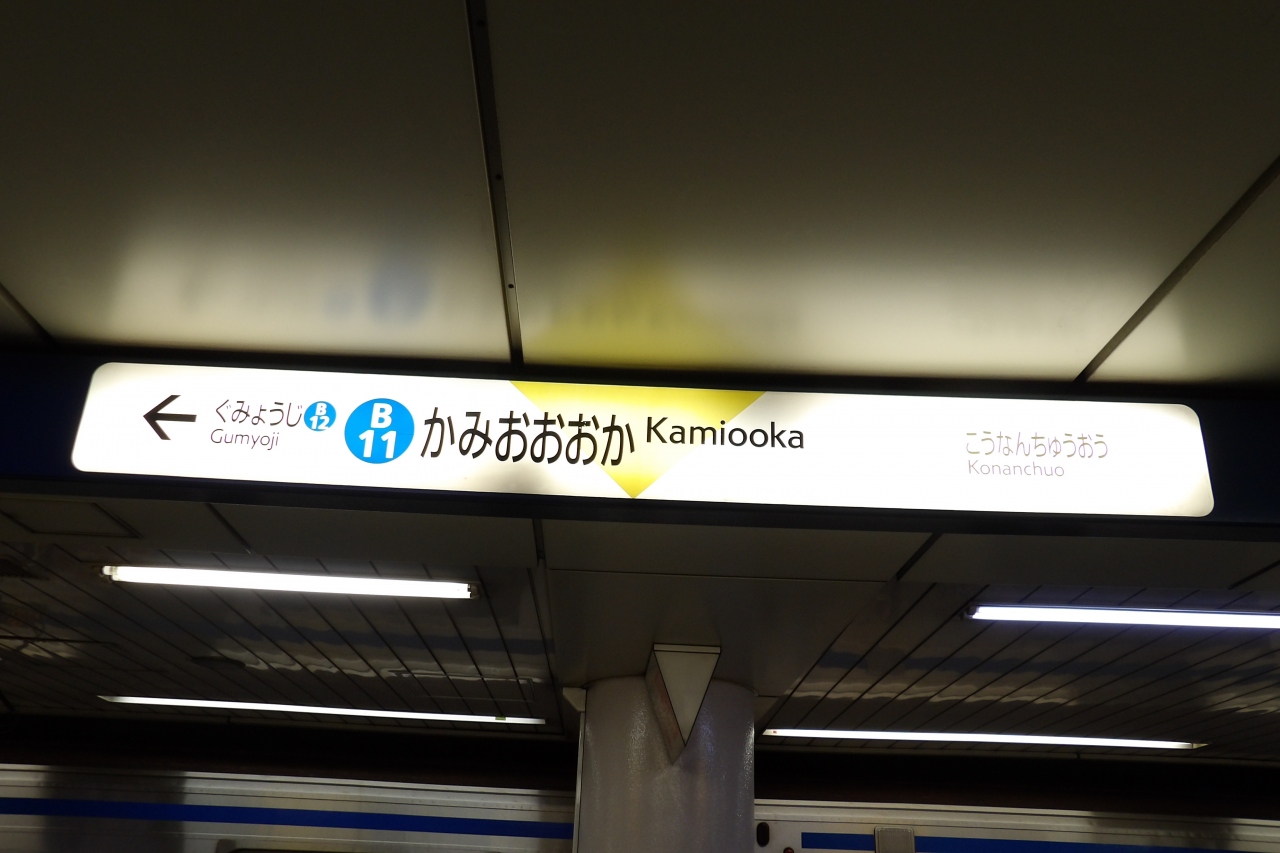 ← ぐみょうじ B 12
Gumyoji
B 11 かみおおおか Kamiooka
こうなんちゅうおう
Konanchuo